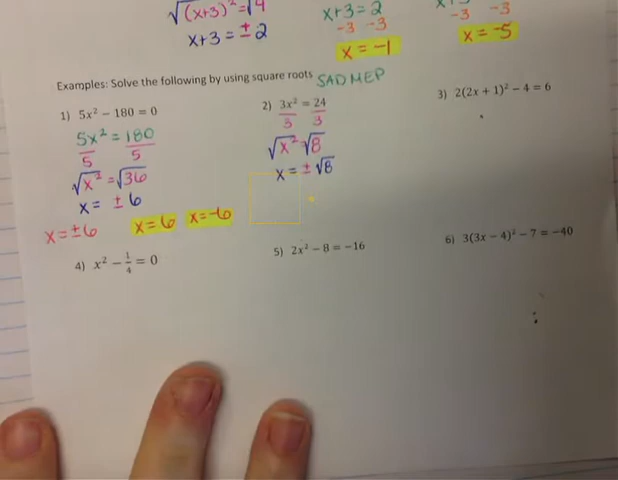 √(x+3)² = √4
x+3 = ± 2
x+3 = 2
-3 -3
x = -1
-3 -3
x = -5
Examples: Solve the following by using square roots SADMEP
1) 5x² − 180 = 0
5x² = 180
5 5
√x² = √36
x = ± 6
x = ±6 x = 6 x = -6
2) 3x² = 24
3 3
√x² √8
x = ± √8
3) 2(2x + 1)² − 4 = 6
4) x² − 1/4 = 0
5) 2x² − 8 = −16
6) 3(3x − 4)² − 7 = −40